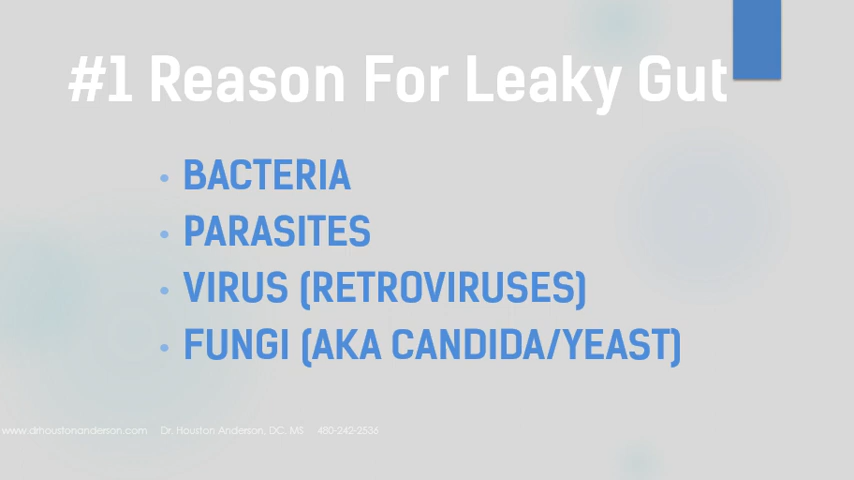 #1 Reason For Leaky Gut
• BACTERIA
• PARASITES
• VIRUS (RETROVIRUSES)
• FUNGI (AKA CANDIDA/YEAST)
www.drhoustonanderson.com Dr. Houston Anderson, DC, MS 480-242-2536